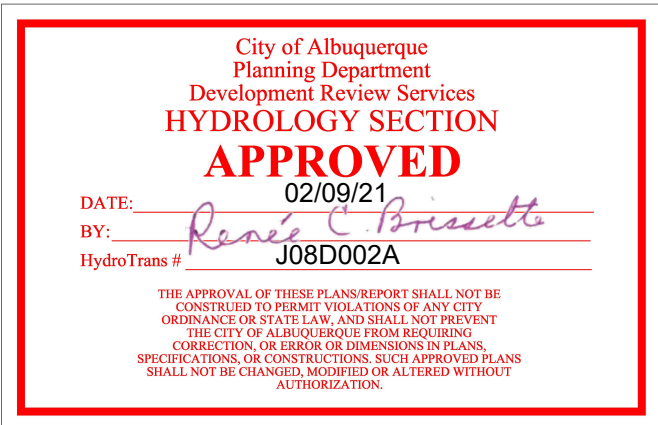 City of Albuquerque
Planning Department
Development Review Services
HYDROLOGY SECTION
APPROVED
DATE: 02/09/21
BY: Renée C. Brissette
HydroTrans # J08D002A
THE APPROVAL OF THESE PLANS/REPORT SHALL NOT BE
CONSTRUED TO PERMIT VIOLATIONS OF ANY CITY
ORDINANCE OR STATE LAW, AND SHALL NOT PREVENT
THE CITY OF ALBUQUERQUE FROM REQUIRING
CORRECTION, OR ERROR OR DIMENSIONS IN PLANS,
SPECIFICATIONS, OR CONSTRUCTIONS. SUCH APPROVED PLANS
SHALL NOT BE CHANGED, MODIFIED OR ALTERED WITHOUT
AUTHORIZATION.